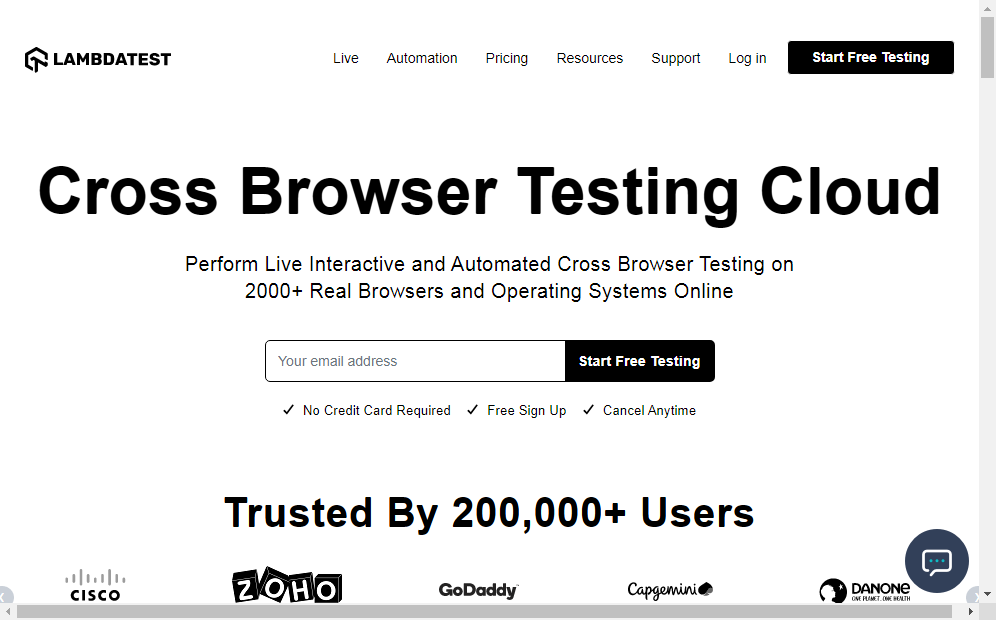 LAMBDATEST
Live Automation Pricing Resources Support Log in Start Free Testing
Cross Browser Testing Cloud
Perform Live Interactive and Automated Cross Browser Testing on
2000+ Real Browsers and Operating Systems Online
Your email address Start Free Testing
No Credit Card Required Free Sign Up Cancel Anytime
Trusted By 200,000+ Users
CISCO ZOHO GoDaddy Capgemini DANONE
ONE PLANET. ONE HEALTH